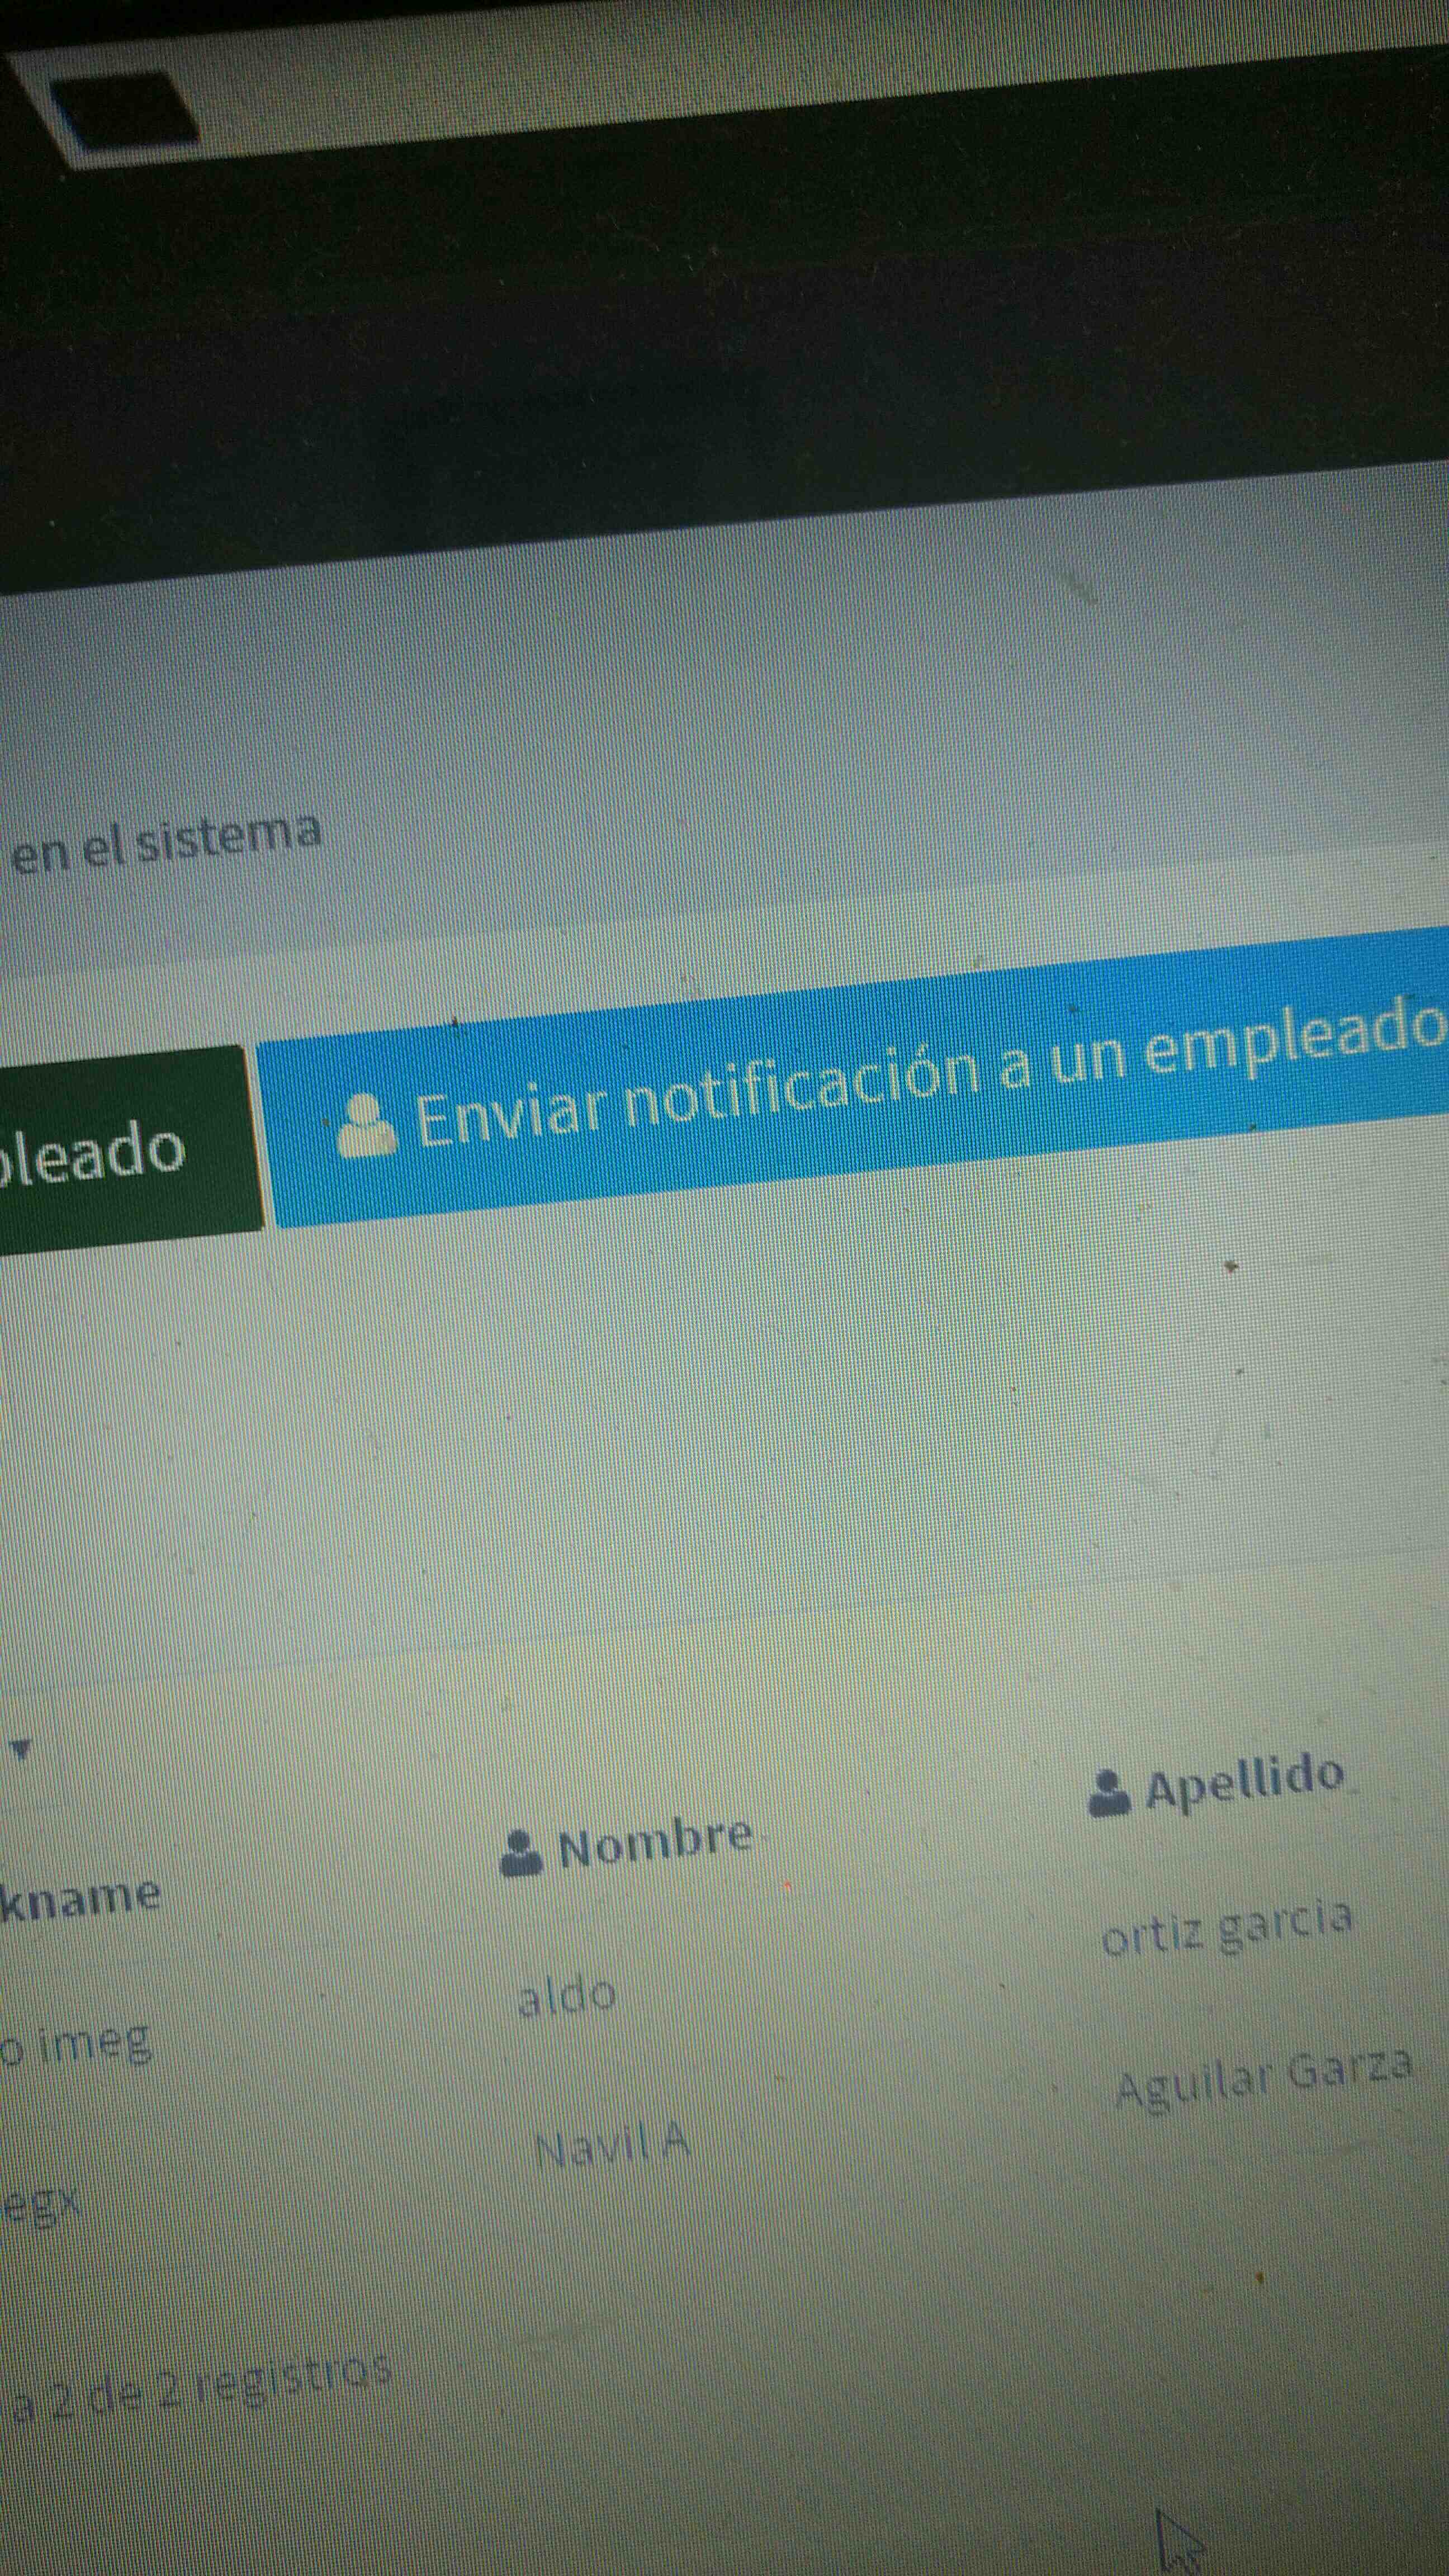 en el sistema
pleado
Enviar notificación a un empleado
kname
Nombre
Apellido
o imeg
aldo
ortiz garcia
egx
Navil A
Aguilar Garza
a 2 de 2 registros